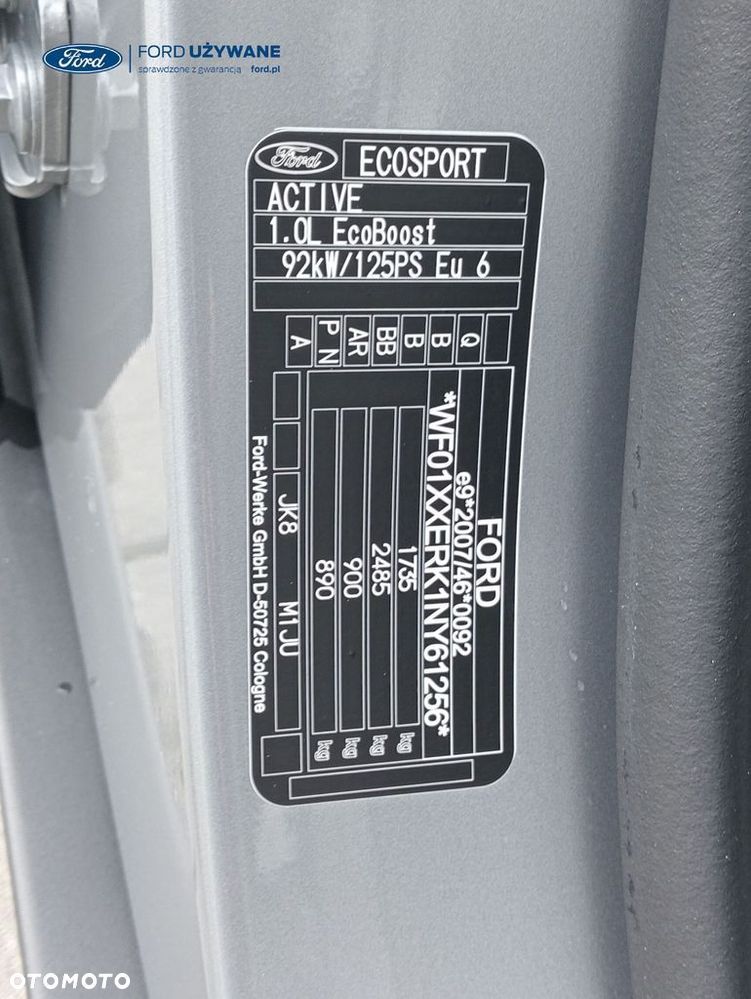 Ford FORD UŻYWANE
sprawdzone z gwarancją ford.pl
Ford ECOSPORT
ACTIVE
1.0L EcoBoost
92kW/125PS Eu 6
A
P N
AR
BB
B
B
Q
FORD
e9*2007/46*0092
*WF01XXERK1NY61256*
1735 kg
2485 kg
900 kg
890 kg
JK8 M1JU
Ford-Werke GmbH D-50725 Cologne
OTOMOTO